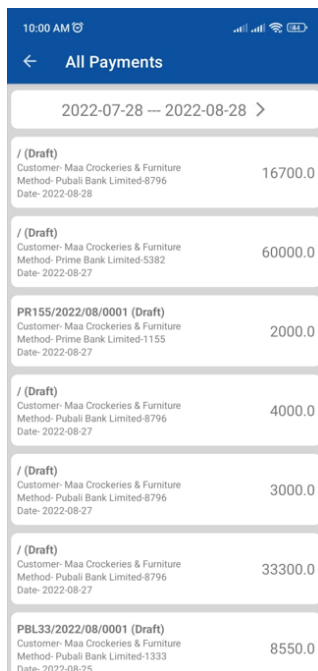 10:00 AM
All Payments
2022-07-28 --- 2022-08-28
/ (Draft)
Customer- Maa Crockeries & Furniture
Method- Pubali Bank Limited-8796
Date- 2022-08-28
16700.0
/ (Draft)
Customer- Maa Crockeries & Furniture
Method- Prime Bank Limited-5382
Date- 2022-08-27
60000.0
PR155/2022/08/0001 (Draft)
Customer- Maa Crockeries & Furniture
Method- Prime Bank Limited-1155
Date- 2022-08-27
2000.0
/ (Draft)
Customer- Maa Crockeries & Furniture
Method- Pubali Bank Limited-8796
Date- 2022-08-27
4000.0
/ (Draft)
Customer- Maa Crockeries & Furniture
Method- Pubali Bank Limited-8796
Date- 2022-08-27
3000.0
/ (Draft)
Customer- Maa Crockeries & Furniture
Method- Pubali Bank Limited-8796
Date- 2022-08-27
33300.0
PBL33/2022/08/0001 (Draft)
Customer- Maa Crockeries & Furniture
Method- Pubali Bank Limited-1333
Date- 2022-08-25
8550.0